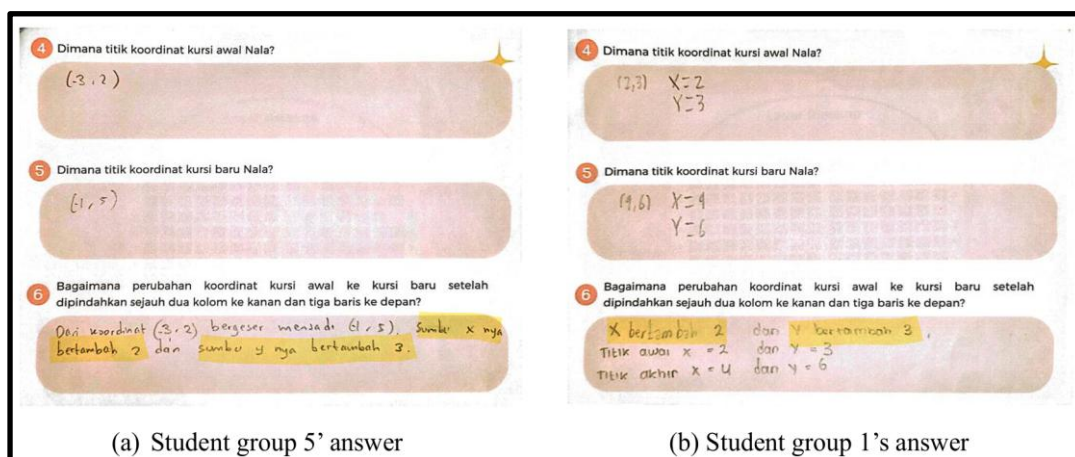 4 Dimana titik koordinat kursi awal Nala?
(-3, 2)
5 Dimana titik koordinat kursi baru Nala?
(-1, 5)
6 Bagaimana perubahan koordinat kursi awal ke kursi baru setelah
dipindahkan sejauh dua kolom ke kanan dan tiga baris ke depan?
Dari koordinat (-3, 2) bergeser menjadi (-1, 5). Sumbu x nya
bertambah 2 dan sumbu y nya bertambah 3.
(a) Student group 5' answer
4 Dimana titik koordinat kursi awal Nala?
(2,3) X=2
Y=3
5 Dimana titik koordinat kursi baru Nala?
(4,6) X=4
Y=6
6 Bagaimana perubahan koordinat kursi awal ke kursi baru setelah
dipindahkan sejauh dua kolom ke kanan dan tiga baris ke depan?
X bertambah 2 dan Y bertambah 3.
Titik awal x = 2 dan Y = 3
Titik akhir x = 4 dan y = 6
(b) Student group 1's answer